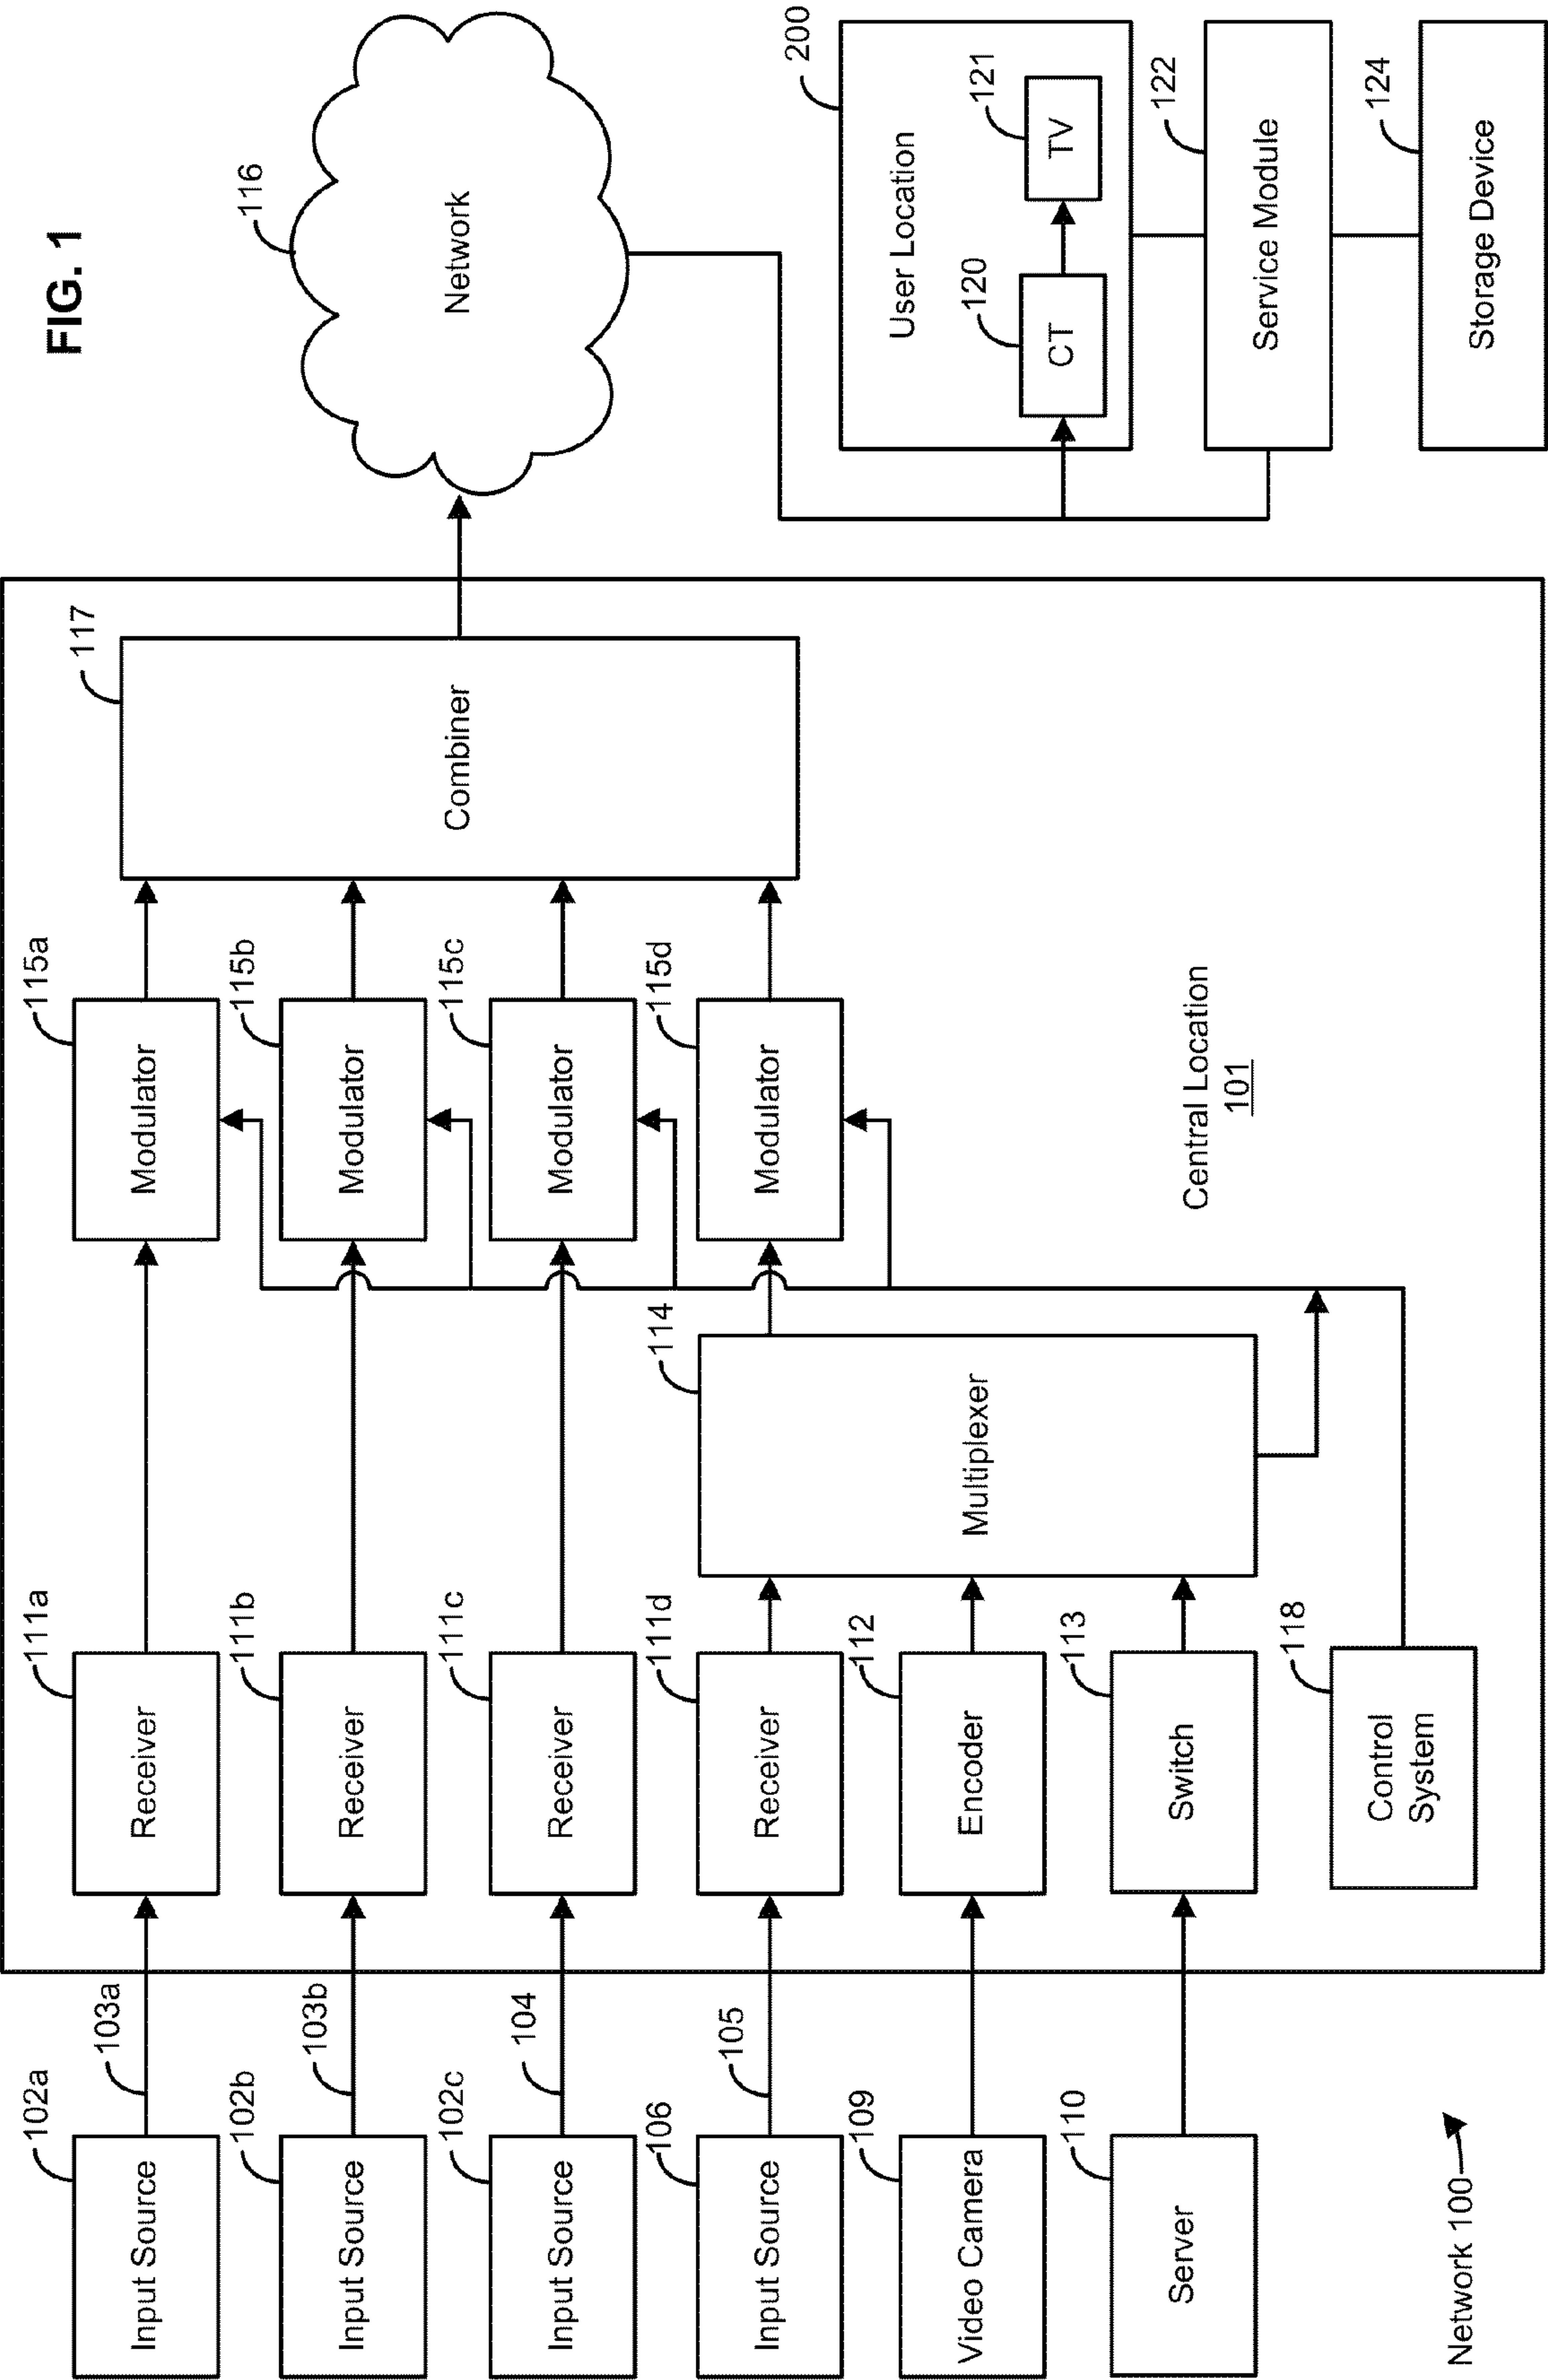 FIG. 1
102a
Input Source
103a
111a
Receiver
115a
Modulator
117
Combiner
116
Network
102b
Input Source
103b
111b
Receiver
115b
Modulator
102c
Input Source
104
111c
Receiver
115c
Modulator
106
Input Source
105
111d
Receiver
114
Multiplexer
115d
Modulator
109
Video Camera
112
Encoder
110
Server
113
Switch
118
Control
System
Central Location
101
200
User Location
120
CT
121
TV
122
Service Module
124
Storage Device
Network 100